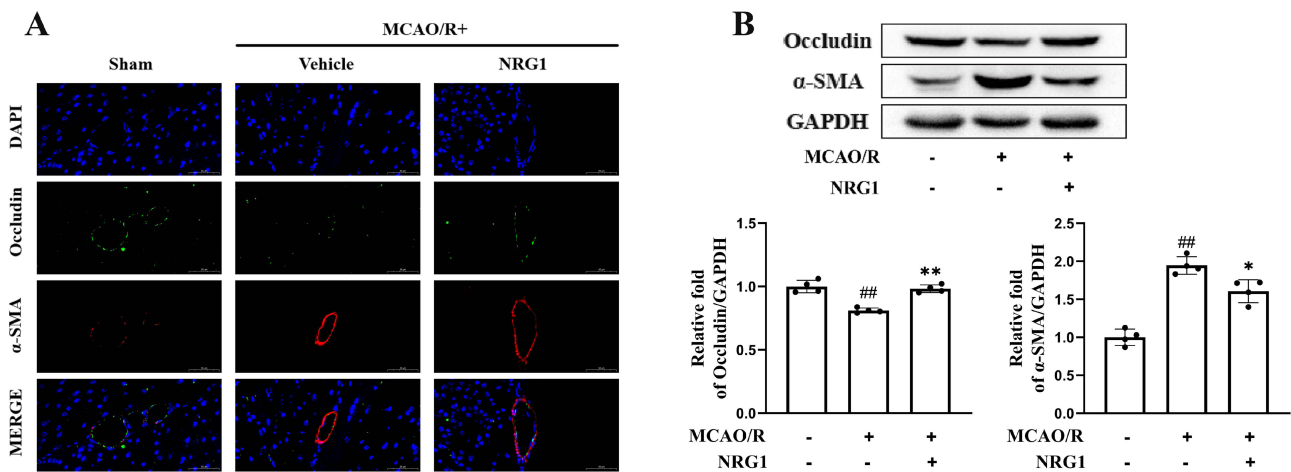 A
MCAO/R+
Sham Vehicle NRG1
DAPI
Occludin
α-SMA
MERGE
B
Occludin
α-SMA
GAPDH
MCAO/R - + +
NRG1 - - +
Relative fold
of Occludin/GAPDH
1.5
1.0
0.5
0.0
##
**
MCAO/R - + +
NRG1 - - +
Relative fold
of α-SMA/GAPDH
2.5
2.0
1.5
1.0
0.5
0.0
##
*
MCAO/R - + +
NRG1 - - +